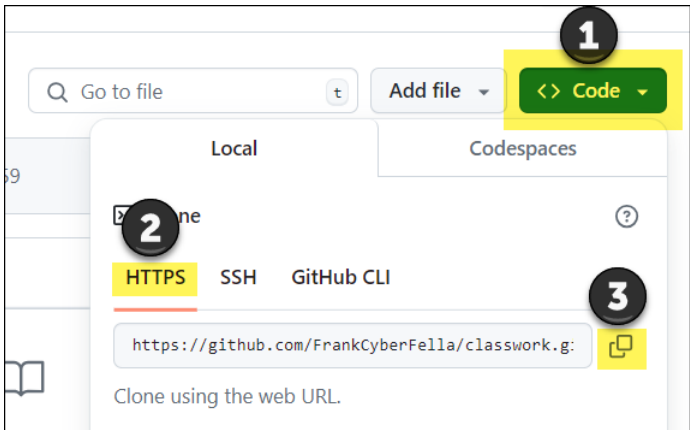 1
Go to file t Add file <> Code
Local Codespaces
59
2 ne
HTTPS SSH GitHub CLI
3
https://github.com/FrankCyberFella/classwork.g
Clone using the web URL.